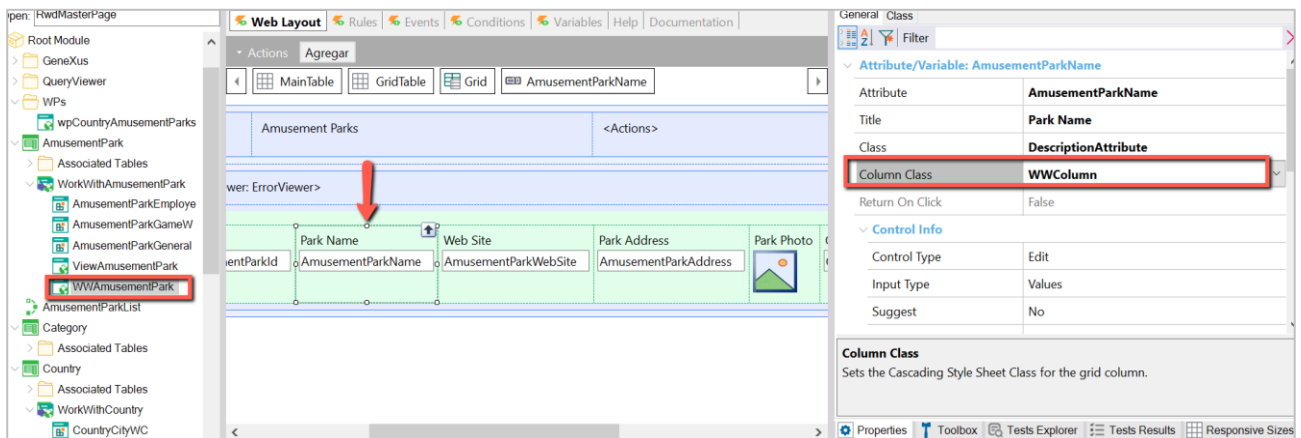 Open: RwdMasterPage
Root Module
GeneXus
QueryViewer
WPs
wpCountryAmusementParks
AmusementPark
Associated Tables
WorkWithAmusementPark
AmusementParkEmploye
AmusementParkGameW
AmusementParkGeneral
ViewAmusementPark
WWAmusementPark
AmusementParkList
Category
Associated Tables
Country
Associated Tables
WorkWithCountry
CountryCityWC
Web Layout Rules Events Conditions Variables Help Documentation
Actions Agregar
MainTable GridTable Grid AmusementParkName
Amusement Parks <Actions>
wer: ErrorViewer>
Park Name Web Site Park Address Park Photo
entParkId AmusementParkName AmusementParkWebSite AmusementParkAddress
General Class
Filter
Attribute/Variable: AmusementParkName
Attribute AmusementParkName
Title Park Name
Class DescriptionAttribute
Column Class WWColumn
Return On Click False
Control Info
Control Type Edit
Input Type Values
Suggest No
Column Class
Sets the Cascading Style Sheet Class for the grid column.
Properties Toolbox Tests Explorer Tests Results Responsive Sizes